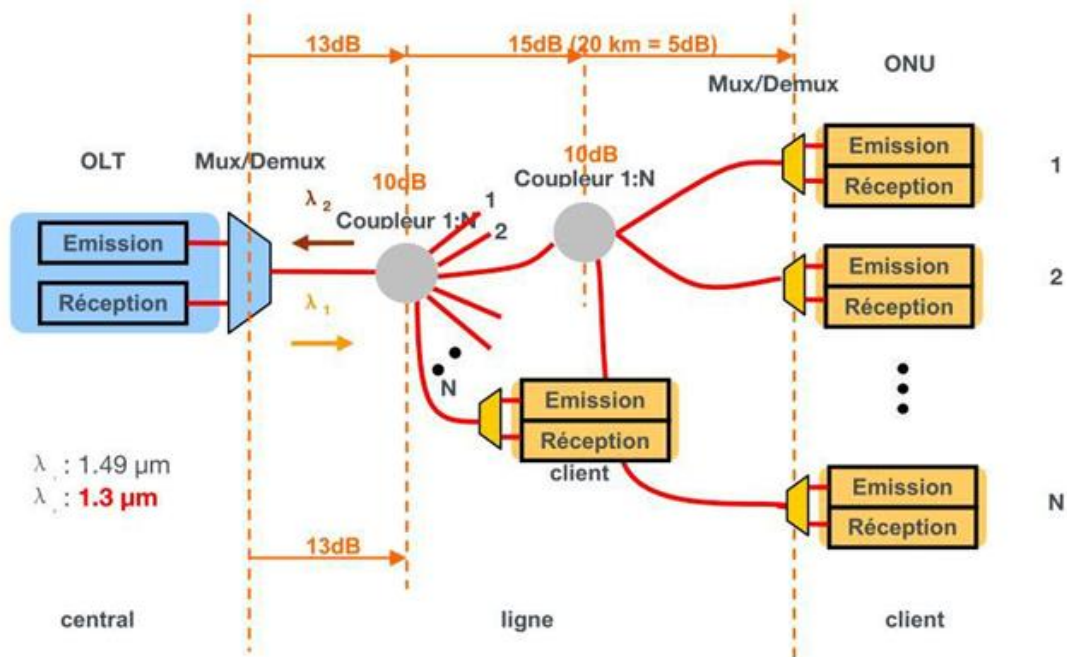 13dB
15dB (20 km = 5dB)
ONU
Mux/Demux
OLT
Mux/Demux
10dB
Coupleur 1:N
10dB
Coupleur 1:N
Emission
Réception
1
λ 2
1
2
Emission
Réception
λ 1
Emission
Réception
2
N
Emission
Réception
client
λ : 1.49 µm
λ : 1.3 µm
Emission
Réception
N
13dB
central
ligne
client